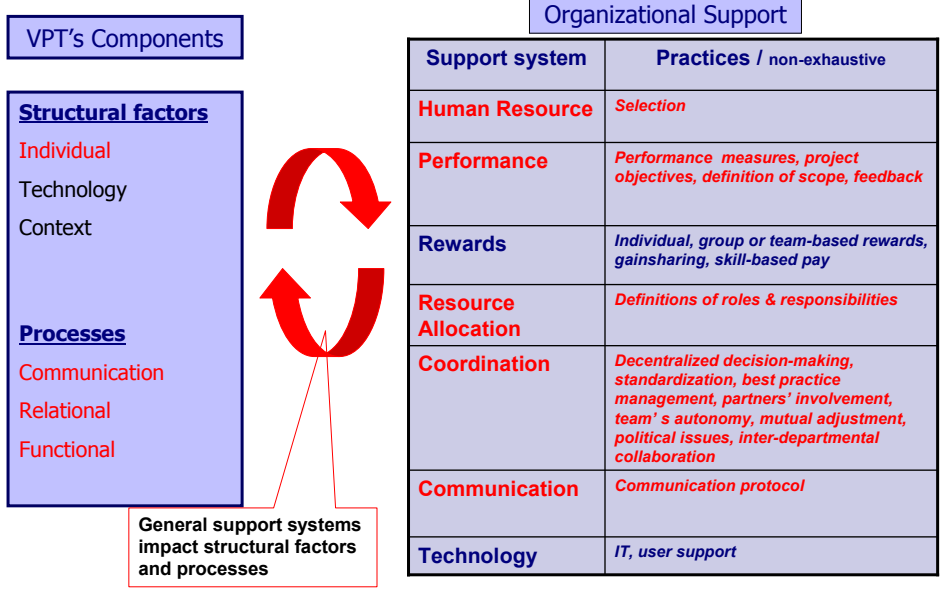 VPT's Components
Structural factors
Individual
Technology
Context
Processes
Communication
Relational
Functional
General support systems
impact structural factors
and processes
Organizational Support
Support system
Practices / non-exhaustive
Human Resource
Selection
Performance
Performance measures, project
objectives, definition of scope, feedback
Rewards
Individual, group or team-based rewards,
gainsharing, skill-based pay
Resource
Allocation
Definitions of roles & responsibilities
Coordination
Decentralized decision-making,
standardization, best practice
management, partners' involvement,
team' s autonomy, mutual adjustment,
political issues, inter-departmental
collaboration
Communication
Communication protocol
Technology
IT, user support